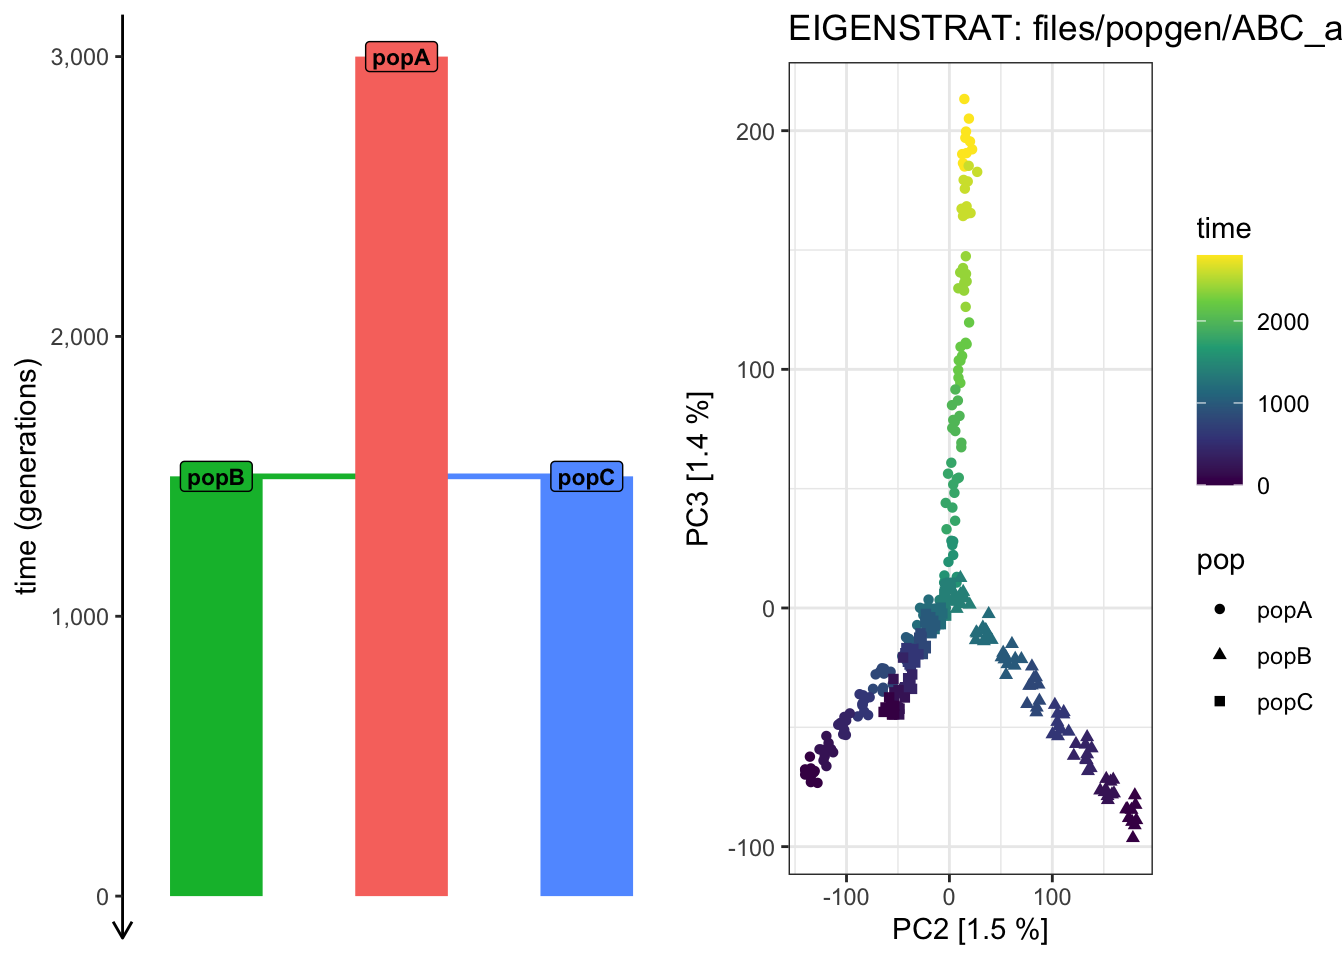 time (generations)
3,000
2,000
1,000
0
popA
popB
popC
EIGENSTRAT: files/popgen/ABC_a
PC3 [1.4 %]
200
100
0
-100
-100 0 100
PC2 [1.5 %]
time
2000
1000
0
pop
popA
popB
popC